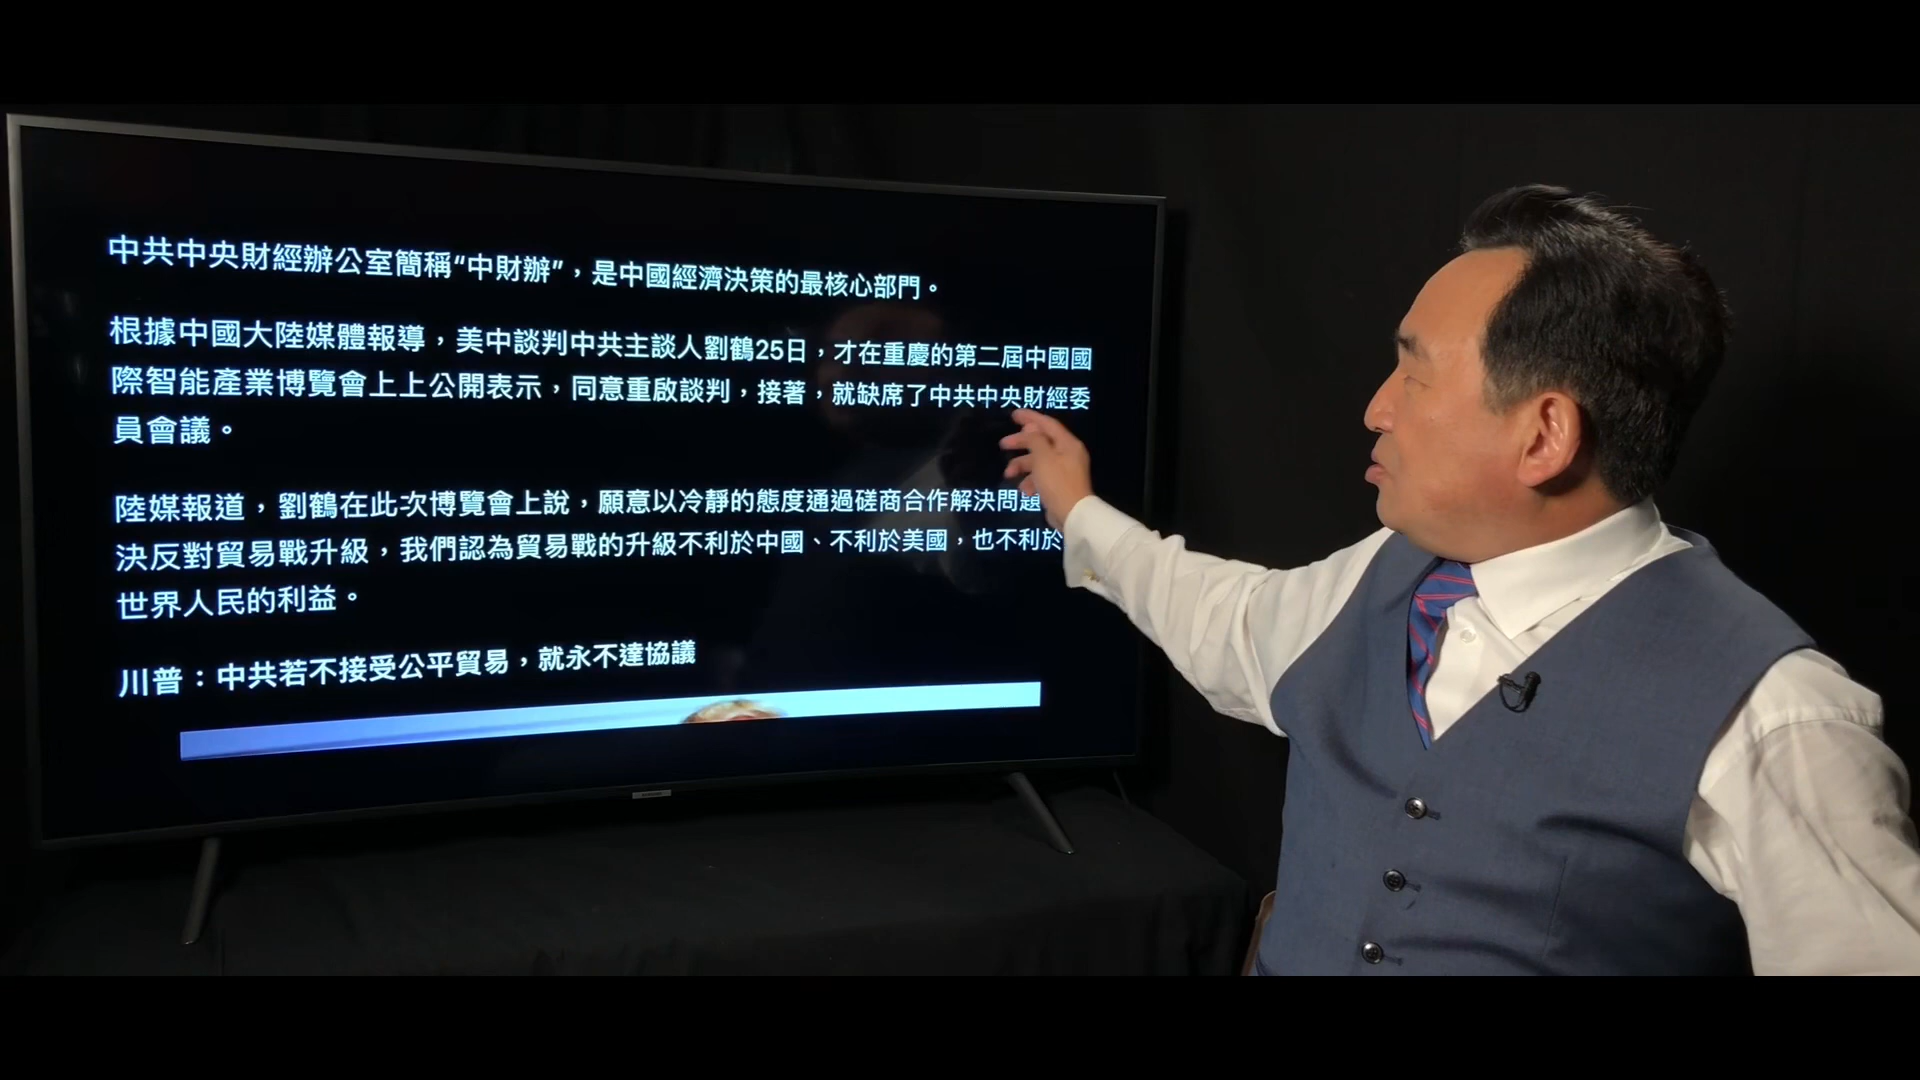 中共中央財經辦公室簡稱“中財辦”，是中國經濟決策的最核心部門。
根據中國大陸媒體報導，美中談判中共主談人劉鶴25日，才在重慶的第二屆中國國
際智能產業博覽會上上公開表示，同意重啟談判，接著，就缺席了中共中央財經委
員會議。
陸媒報道，劉鶴在此次博覽會上說，願意以冷靜的態度通過磋商合作解決問題
決反對貿易戰升級，我們認為貿易戰的升級不利於中國、不利於美國，也不利於
世界人民的利益。
川普：中共若不接受公平貿易，就永不達協議